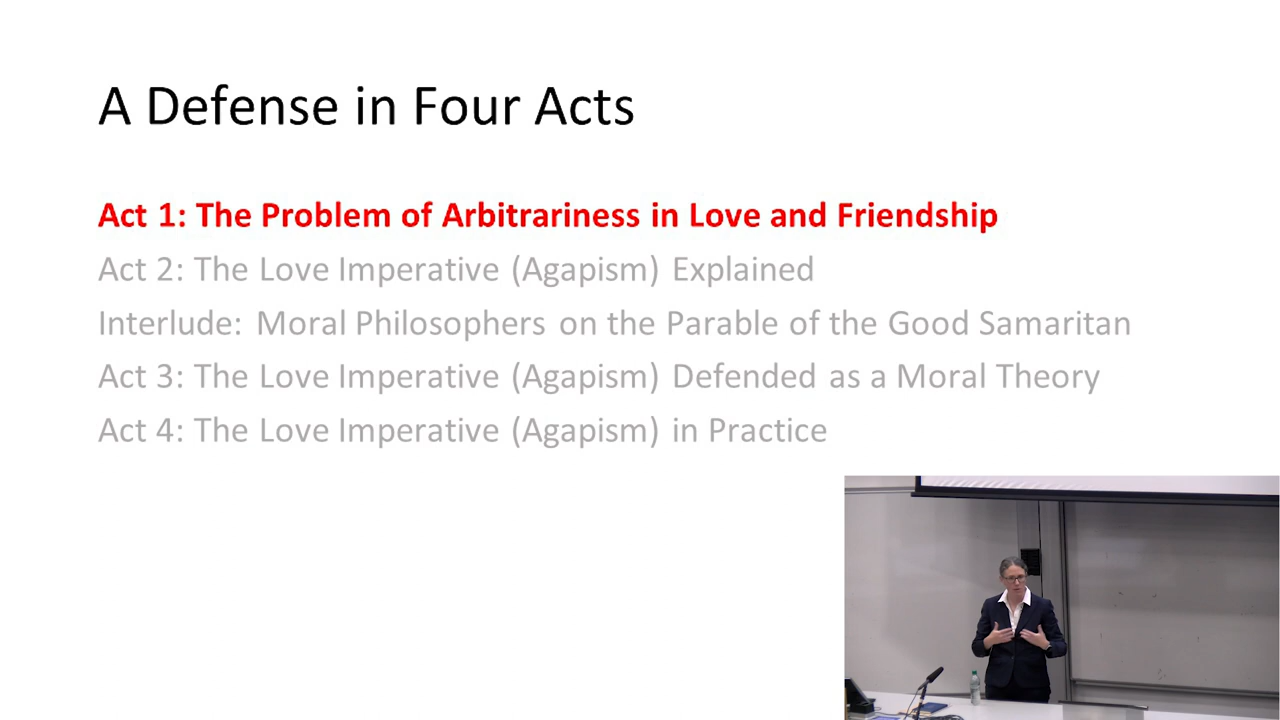 A Defense in Four Acts
Act 1: The Problem of Arbitrariness in Love and Friendship
Act 2: The Love Imperative (Agapism) Explained
Interlude: Moral Philosophers on the Parable of the Good Samaritan
Act 3: The Love Imperative (Agapism) Defended as a Moral Theory
Act 4: The Love Imperative (Agapism) in Practice